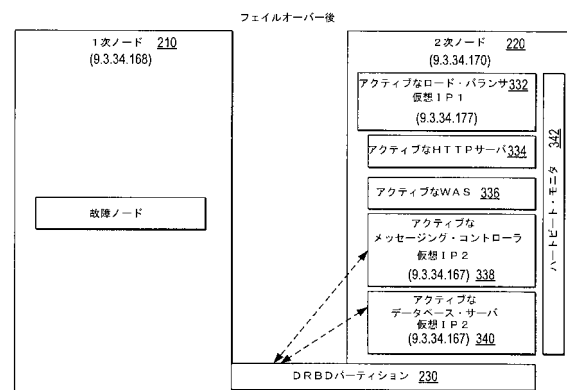 フェイルオーバー後
1次ノード 210
(9.3.34.168)
故障ノード
2次ノード 220
(9.3.34.170)
アクティブなロード・バランサ332
仮想IP1
(9.3.34.177)
アクティブなHTTPサーバ334
アクティブなWAS 336
アクティブな
メッセージング・コントローラ
仮想IP2
(9.3.34.167) 338
アクティブな
データベース・サーバ
仮想IP2
(9.3.34.167) 340
ハートビート・モニタ 342
DRBDパーティション 230